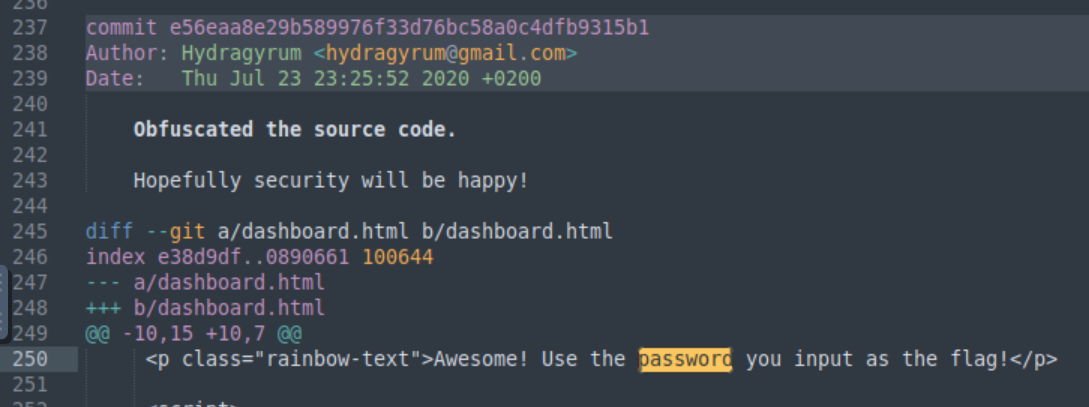 236
237 commit e56eaa8e29b589976f33d76bc58a0c4dfb9315b1
238 Author: Hydragyrum <hydragyrum@gmail.com>
239 Date:   Thu Jul 23 23:25:52 2020 +0200
240
241     Obfuscated the source code.
242
243     Hopefully security will be happy!
244
245 diff --git a/dashboard.html b/dashboard.html
246 index e38d9df..0890661 100644
247 --- a/dashboard.html
248 +++ b/dashboard.html
249 @@ -10,15 +10,7 @@
250      <p class="rainbow-text">Awesome! Use the password you input as the flag!</p>
251
252      <script>